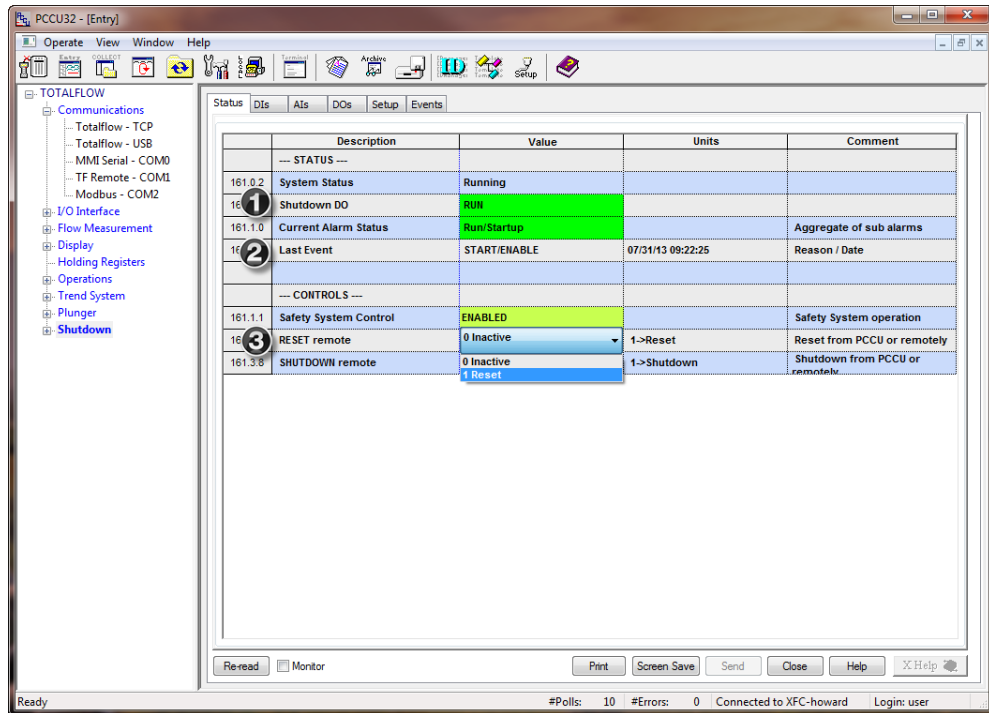 PCCU32 - [Entry]
Operate View Window Help
Entry COLLECT Terminal Archive Setup
TOTALFLOW
Communications
Totalflow - TCP
Totalflow - USB
MMI Serial - COM0
TF Remote - COM1
Modbus - COM2
I/O Interface
Flow Measurement
Display
Holding Registers
Operations
Trend System
Plunger
Shutdown
Status DIs AIs DOs Setup Events
Description Value Units Comment
--- STATUS ---
161.0.2 System Status Running
16 1 Shutdown DO RUN
161.1.0 Current Alarm Status Run/Startup Aggregate of sub alarms
16 2 Last Event START/ENABLE 07/31/13 09:22:25 Reason / Date
--- CONTROLS ---
161.1.1 Safety System Control ENABLED Safety System operation
16 3 RESET remote 0 Inactive 1->Reset Reset from PCCU or remotely
161.3.8 SHUTDOWN remote 0 Inactive 1->Shutdown Shutdown from PCCU or
remotely
1 Reset
Re-read Monitor Print Screen Save Send Close Help X Help
Ready #Polls: 10 #Errors: 0 Connected to XFC-howard Login: user